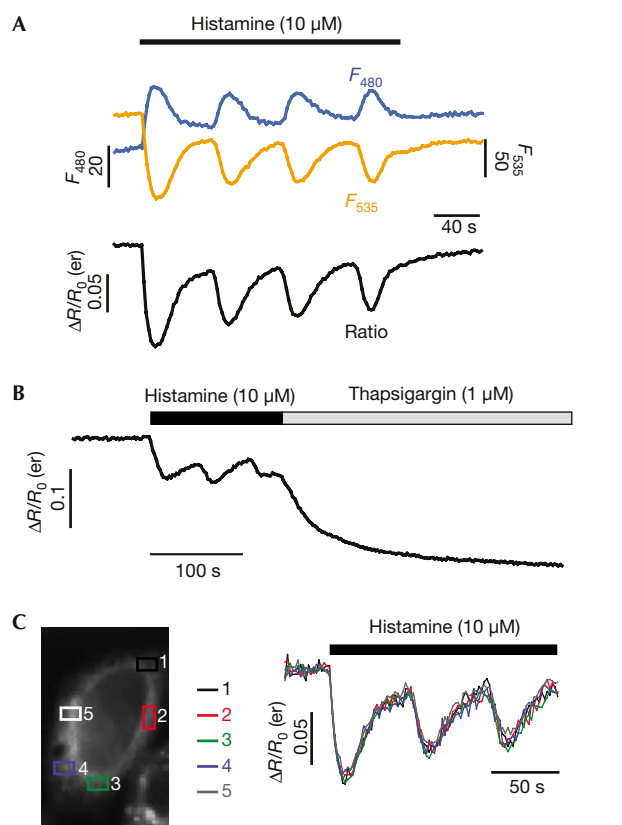 A
Histamine (10 µM)
F480
F480
20
F535
50
F535
40 s
ΔR/R0 (er)
0.05
Ratio
B
Histamine (10 µM)
Thapsigargin (1 µM)
ΔR/R0 (er)
0.1
100 s
C
Histamine (10 µM)
1
2
3
4
5
1
2
3
4
5
ΔR/R0 (er)
0.05
50 s